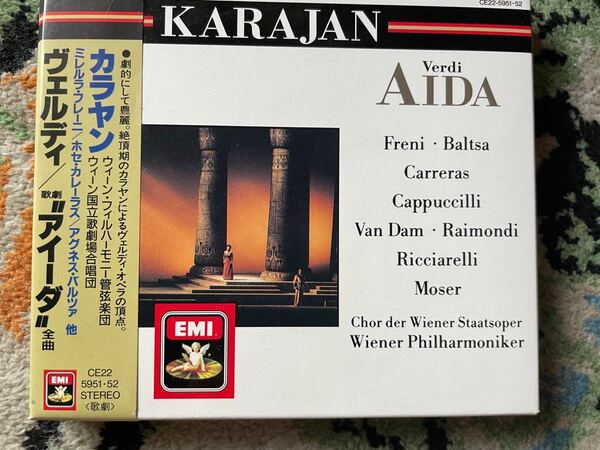 CE22-5951·52
KARAJAN
Verdi
AIDA
Freni · Baltsa
Carreras
Cappuccilli
Van Dam · Raimondi
Ricciarelli
Moser
Chor der Wiener Staatsoper
Wiener Philharmoniker
EMI
●劇的にして豊麗。絶頂期のカラヤンによるヴェルディ・オペラの頂点。
カラヤン
ウィーン・フィルハーモニー管弦楽団
ウィーン国立歌劇場合唱団
ミレルラ・フレーニ/ホセ・カレーラス/アグネス・バルツァ 他
ヴェルディ/歌劇“アイーダ”全曲
EMI
CE22
5951·52
STEREO
〈歌劇〉